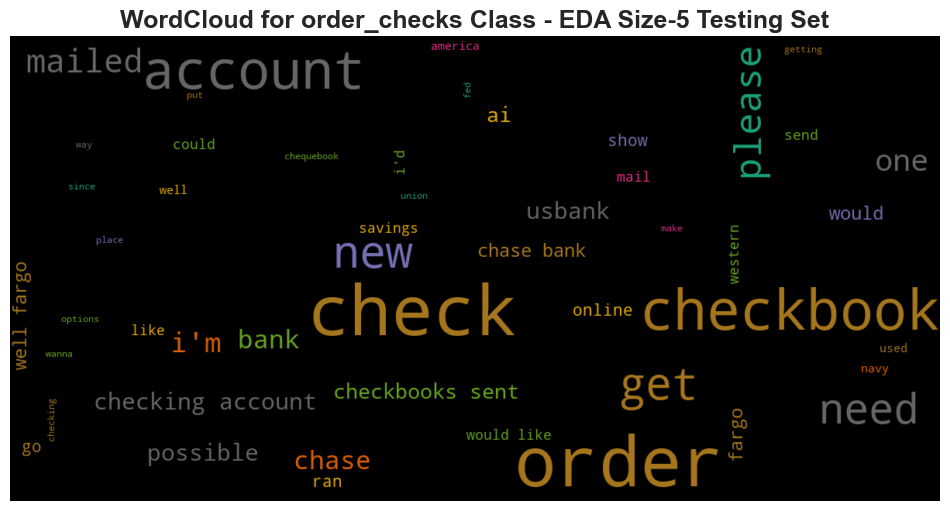 WordCloud for order_checks Class - EDA Size-5 Testing Set
america
getting
mailed
account
please
fed
put
ai
show
send
way
could
chequebook
i'd
one
mail
since
well
union
usbank
would
savings
make
place
new
chase bank
western
well fargo
check
online
checkbook
options
like
i'm
bank
used
wanna
navy
checkbooks sent
get
checking account
need
checking
would like
fargo
go
possible
chase
order
ran